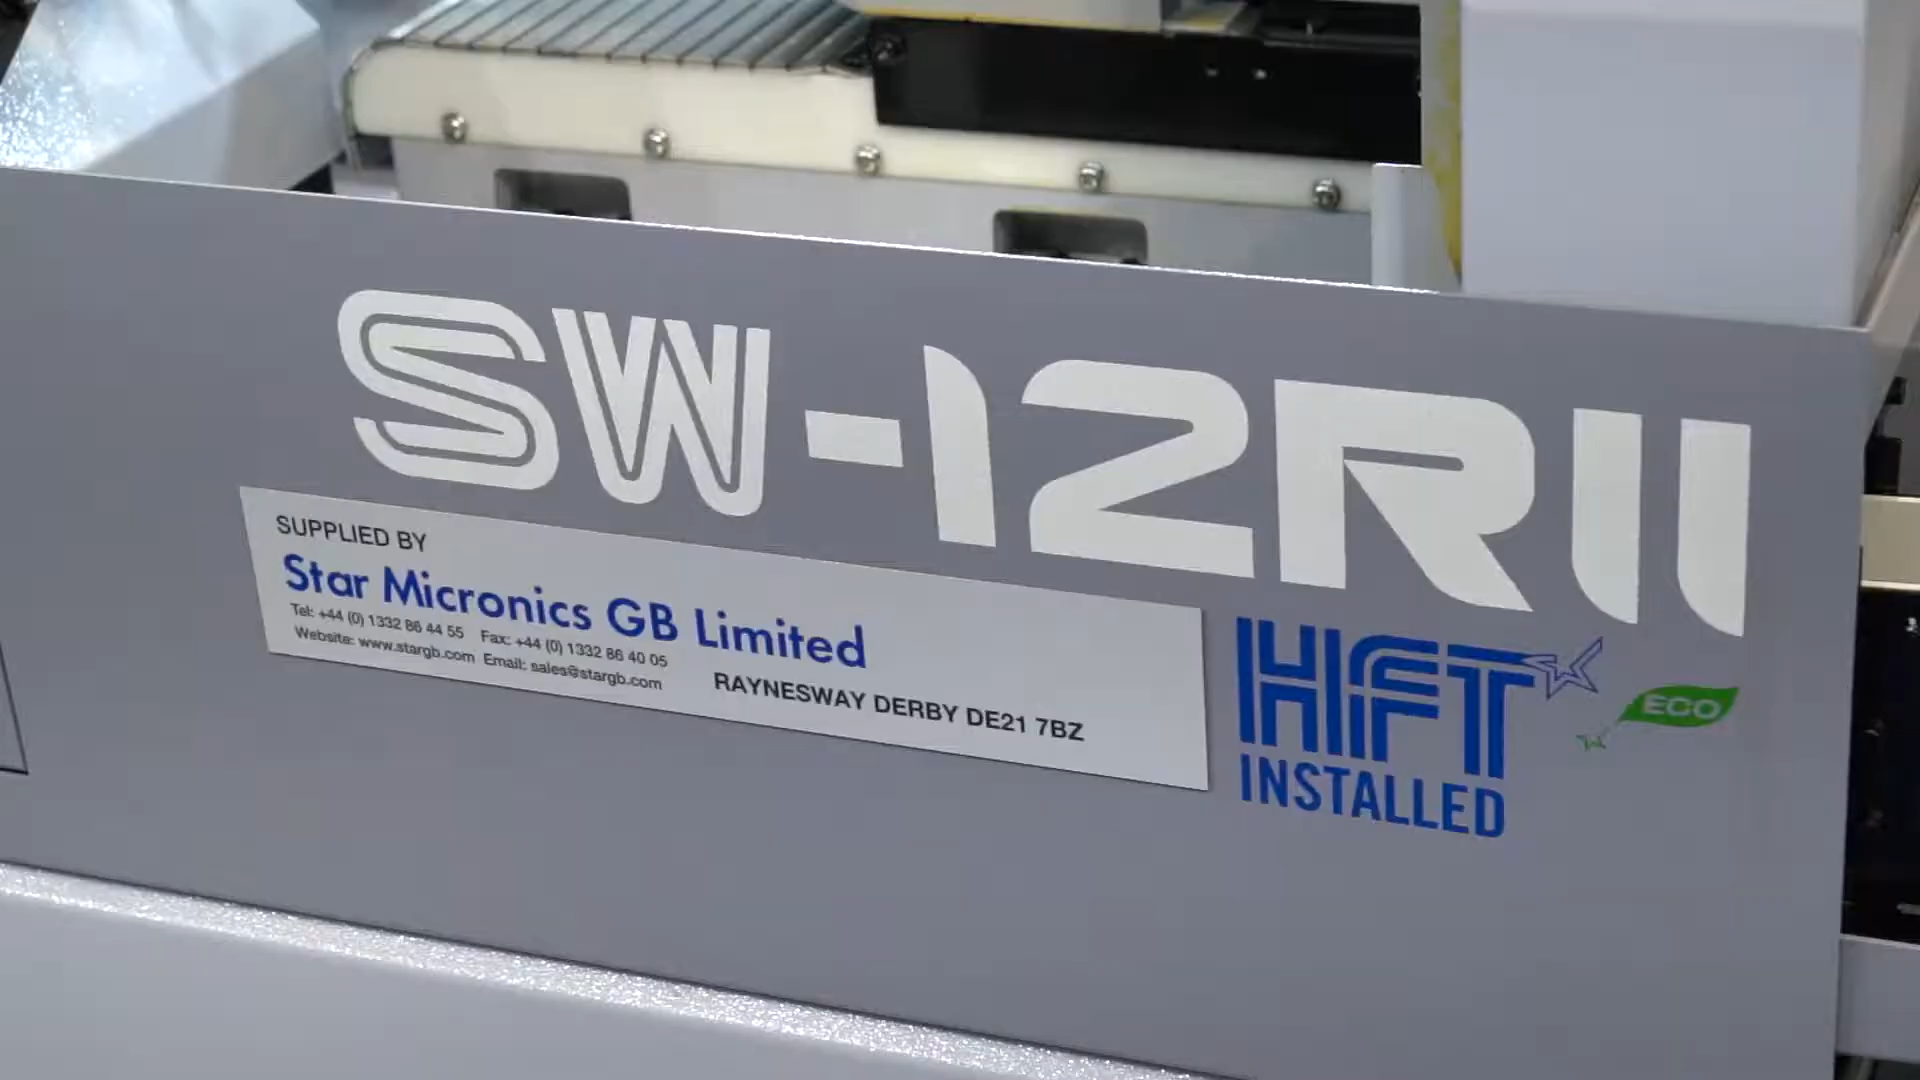 SW-12RII
SUPPLIED BY
Star Micronics GB Limited
Tel: +44 (0) 1332 86 44 55 Fax: +44 (0) 1332 86 40 05
Website: www.stargb.com Email: sales@stargb.com
RAYNESWAY DERBY DE21 7BZ
HFT
INSTALLED
ECO